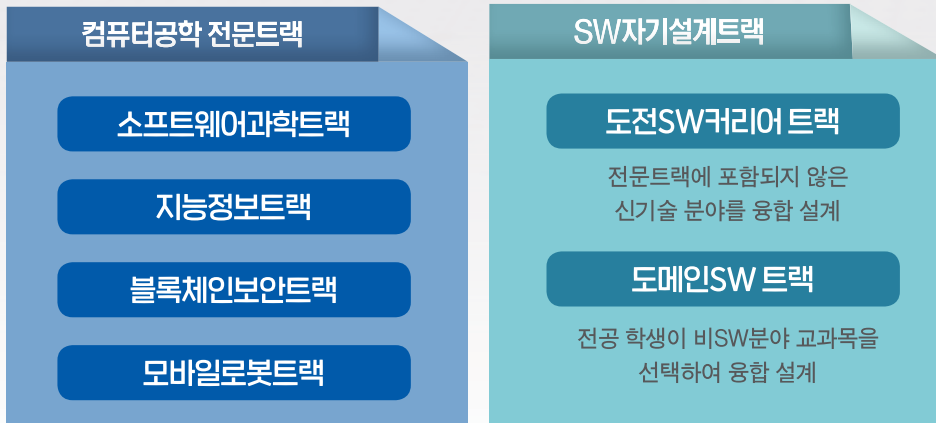 컴퓨터공학 전문트랙
소프트웨어과학트랙
지능정보트랙
블록체인보안트랙
모바일로봇트랙
SW자기설계트랙
도전SW커리어 트랙
전문트랙에 포함되지 않은
신기술 분야를 융합 설계
도메인SW 트랙
전공 학생이 비SW분야 교과목을
선택하여 융합 설계